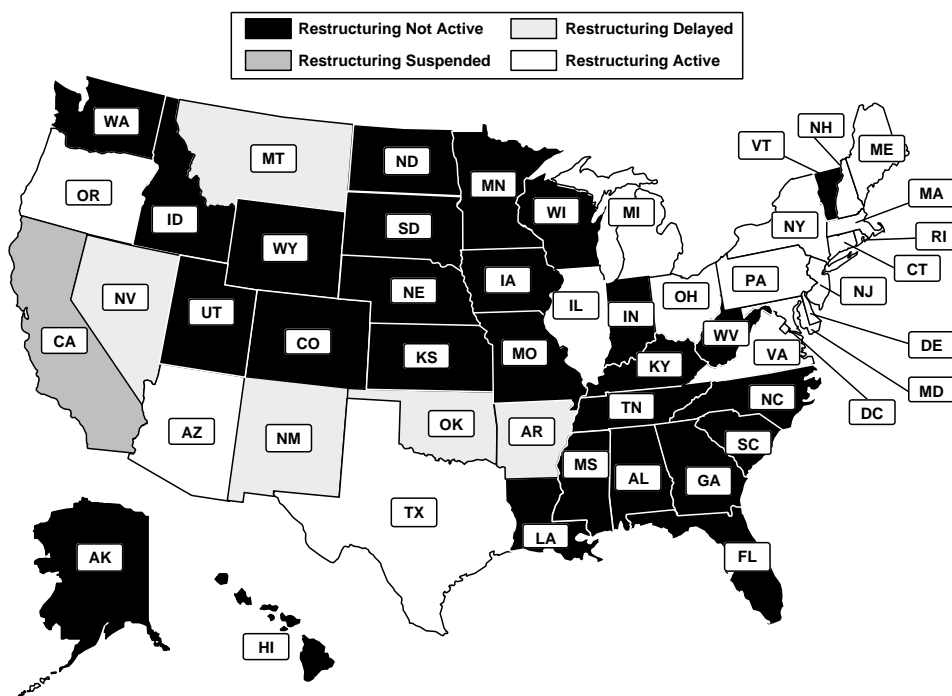 Restructuring Not Active
Restructuring Delayed
Restructuring Suspended
Restructuring Active
WA
MT
ND
MN
VT
NH
ME
OR
ID
SD
WI
MI
NY
MA
RI
WY
CT
NV
UT
NE
IA
IL
IN
OH
PA
NJ
CA
CO
KS
MO
WV
VA
DE
KY
MD
AZ
NM
OK
AR
TN
NC
DC
SC
MS
AL
GA
TX
LA
FL
AK
HI